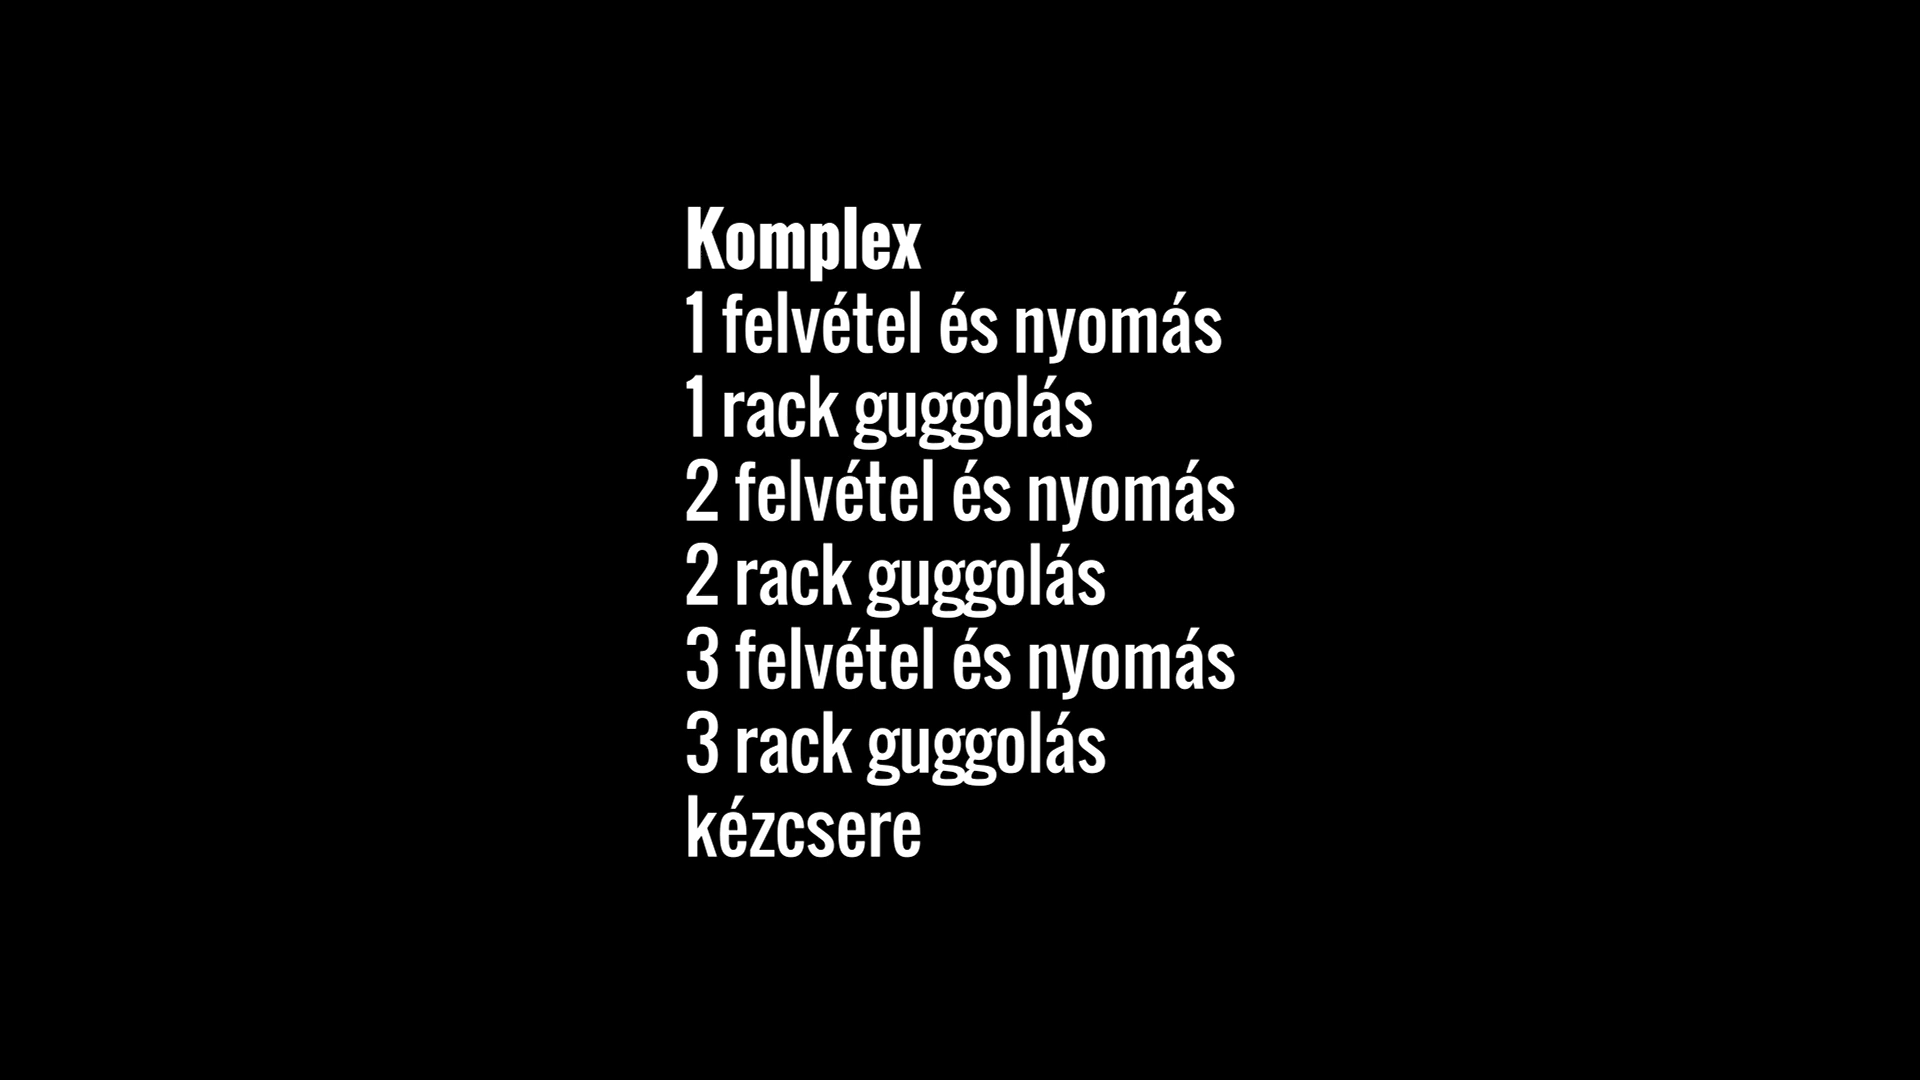 Komplex
1 felvétel és nyomás
1 rack guggolás
2 felvétel és nyomás
2 rack guggolás
3 felvétel és nyomás
3 rack guggolás
kézcsere